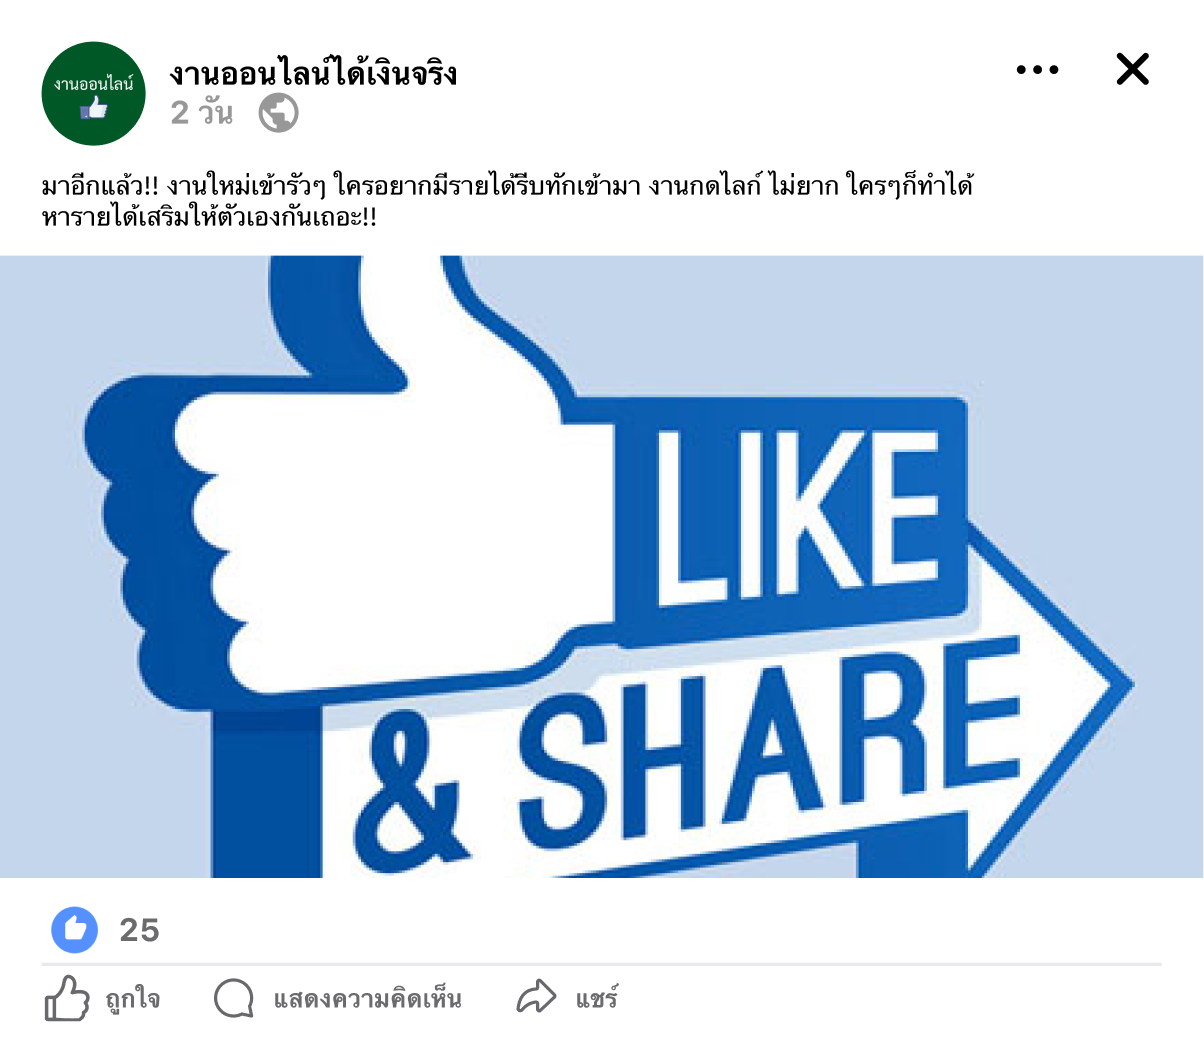 งานออนไลน์
งานออนไลน์ได้เงินจริง
2 วัน
มาอีกแล้ว!! งานใหม่เข้ารัวๆ ใครอยากมีรายได้รีบทักเข้ามา งานกดไลก์ ไม่ยาก ใครๆก็ทำได้
หารายได้เสริมให้ตัวเองกันเถอะ!!
LIKE
& SHARE
25
ถูกใจ แสดงความคิดเห็น แชร์